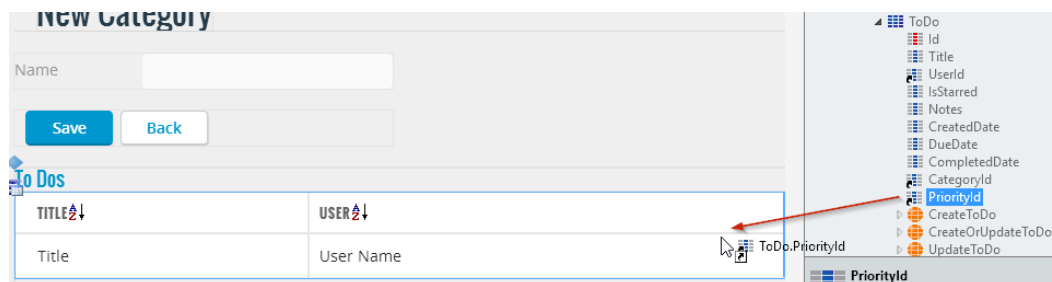 New Category
Name
Save
Back
To Dos
TITLE
USER
Title
User Name
ToDo.PriorityId
ToDo
Id
Title
UserId
IsStarred
Notes
CreatedDate
DueDate
CompletedDate
CategoryId
PriorityId
CreateToDo
CreateOrUpdateToDo
UpdateToDo
PriorityId